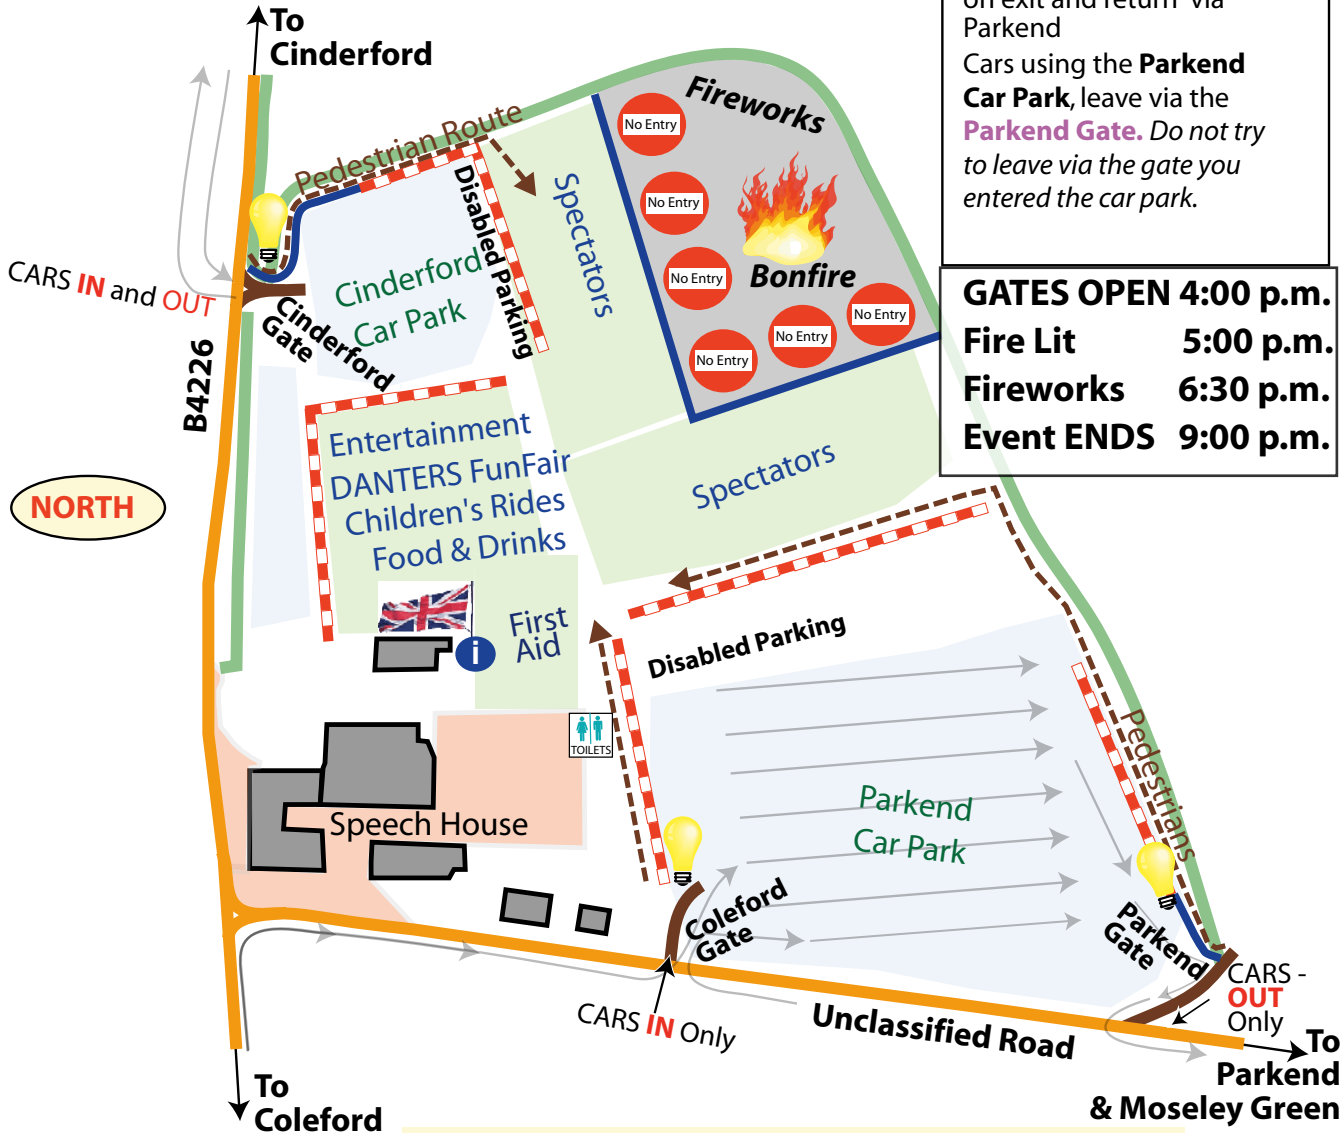 To
Cinderford
on exit and return via
Parkend
Cars using the Parkend
Car Park, leave via the
Parkend Gate. Do not try
to leave via the gate you
entered the car park.
GATES OPEN 4:00 p.m.
Fire Lit 5:00 p.m.
Fireworks 6:30 p.m.
Event ENDS 9:00 p.m.
Pedestrian Route
Disabled Parking
Spectators
Fireworks
No Entry
No Entry
No Entry
No Entry
No Entry
No Entry
Bonfire
CARS IN and OUT
Cinderford
Gate
Cinderford
Car Park
B4226
NORTH
Entertainment
DANTERS FunFair
Children's Rides
Food & Drinks
Spectators
First
Aid
i
Disabled Parking
TOILETS
Speech House
Parkend
Car Park
Pedestrians
Coleford
Gate
Parkend
Gate
CARS IN Only
CARS -
OUT
Only
Unclassified Road
To
Parkend
& Moseley Green
To
Coleford